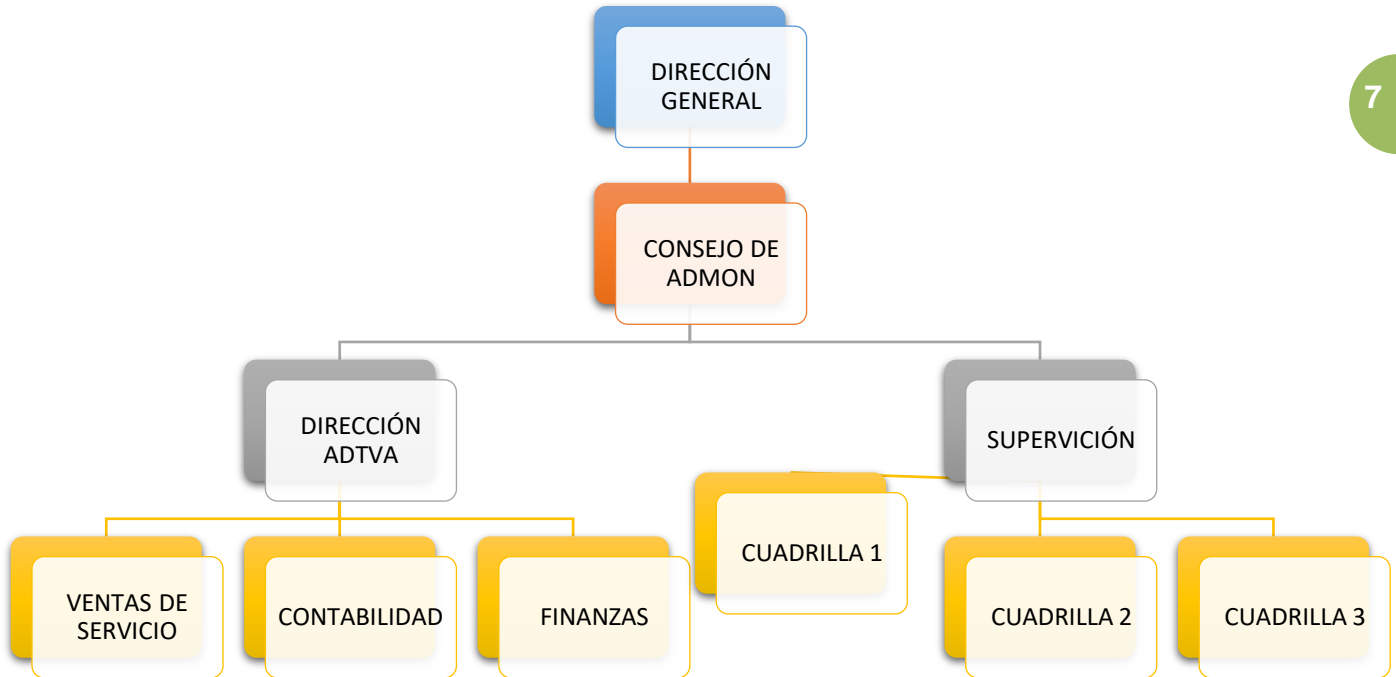 DIRECCIÓN
GENERAL
7
CONSEJO DE
ADMON
DIRECCIÓN
ADTVA
SUPERVICIÓN
CUADRILLA 1
VENTAS DE
SERVICIO
CONTABILIDAD
FINANZAS
CUADRILLA 2
CUADRILLA 3